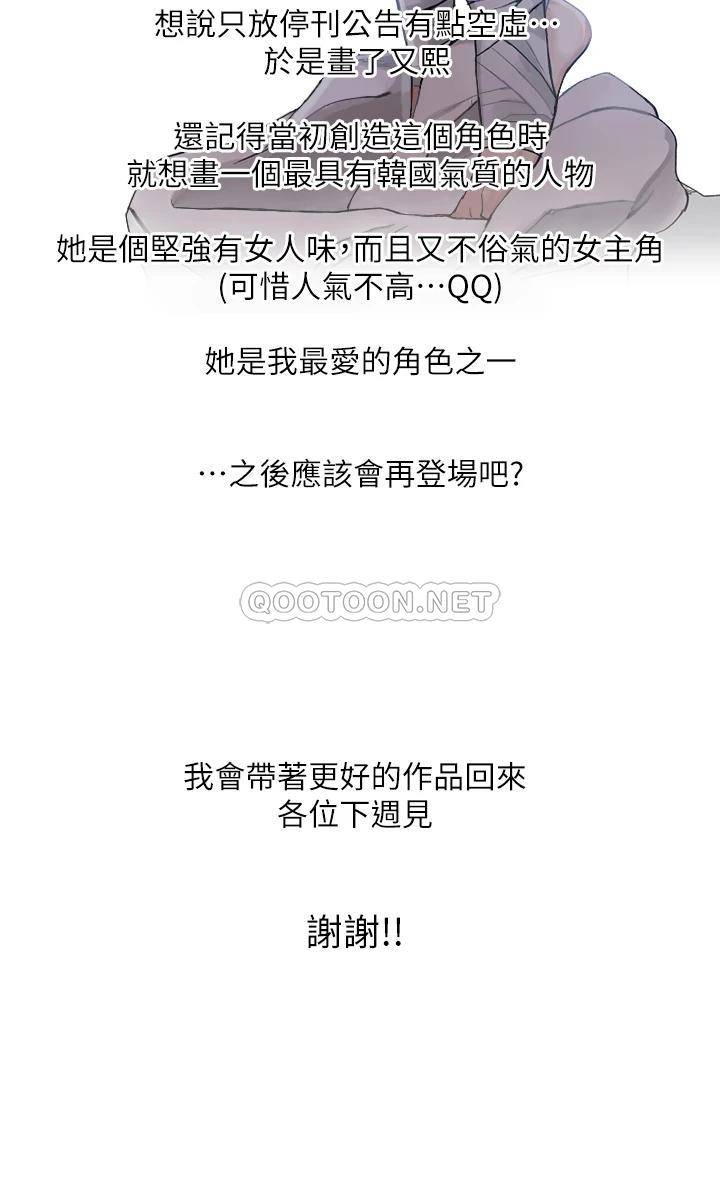 想說只放停刊公告有點空虛…
於是畫了又熙
還記得當初創造這個角色時
就想畫一個最具有韓國氣質的人物
她是個堅強有女人味,而且又不俗氣的女主角
(可惜人氣不高…QQ)
她是我最愛的角色之一
…之後應該會再登場吧?
QOOTOON.NET
我會帶著更好的作品回來
各位下週見
謝謝!!